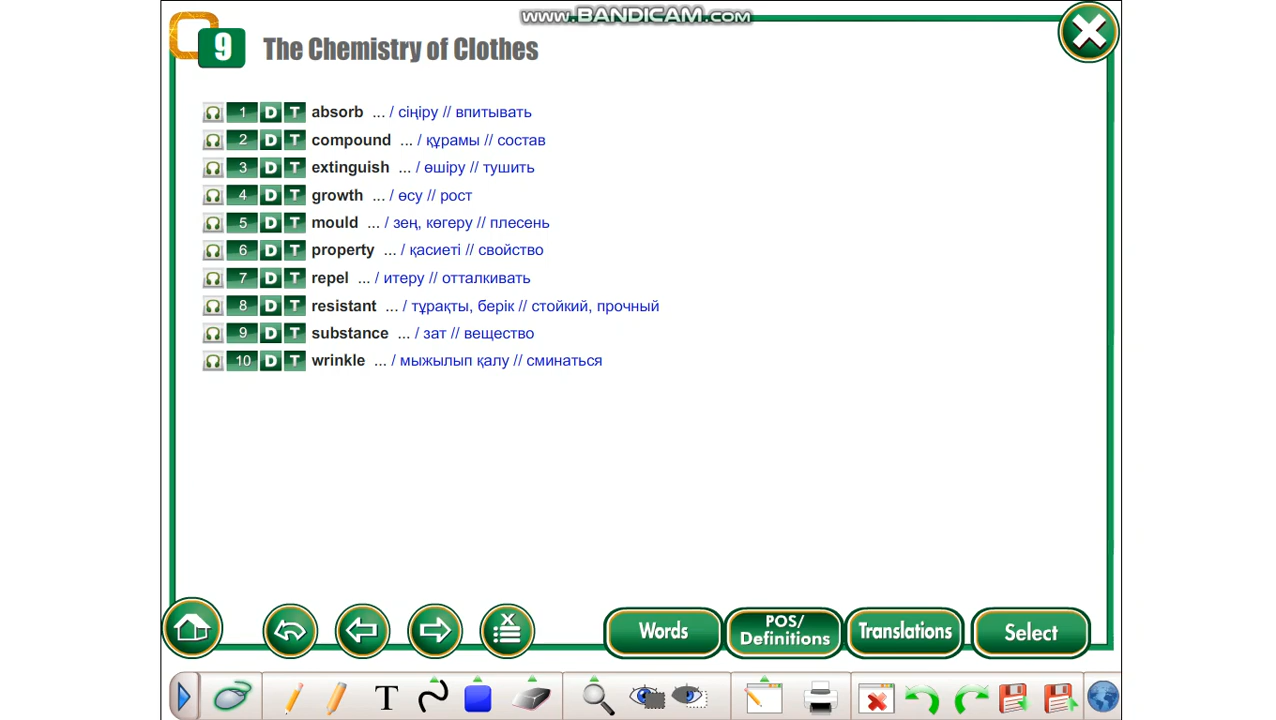 www.BANDICAM.com
9 The Chemistry of Clothes
1 D T absorb ... / сіңіру // впитывать
2 D T compound ... / құрамы // состав
3 D T extinguish ... / өшіру // тушить
4 D T growth ... / өсу // рост
5 D T mould ... / зең, көгеру // плесень
6 D T property ... / қасиеті // свойство
7 D T repel ... / итеру // отталкивать
8 D T resistant ... / тұрақты, берік // стойкий, прочный
9 D T substance ... / зат // вещество
10 D T wrinkle ... / мыжылып қалу // сминаться
Words POS/ Definitions Translations Select
T